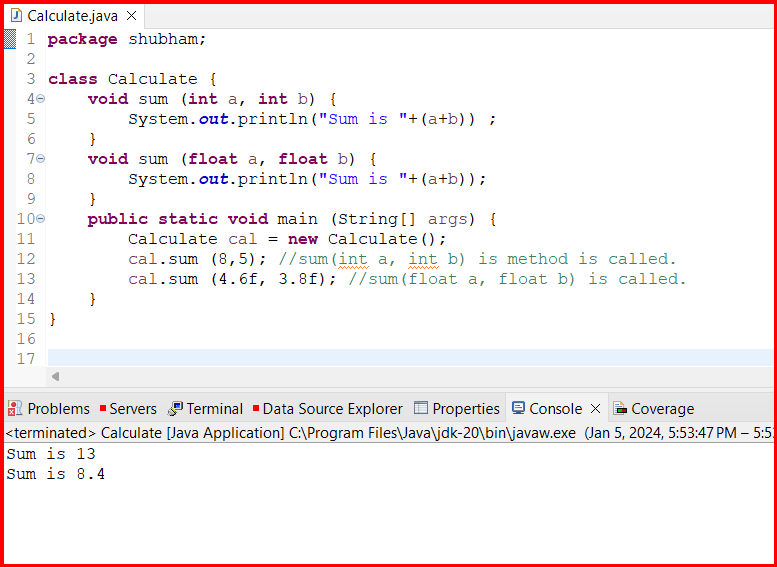 Calculate.java
1 package shubham;
2
3 class Calculate {
4 void sum (int a, int b) {
5 System.out.println("Sum is "+(a+b)) ;
6 }
7 void sum (float a, float b) {
8 System.out.println("Sum is "+(a+b));
9 }
10 public static void main (String[] args) {
11 Calculate cal = new Calculate();
12 cal.sum (8,5); //sum(int a, int b) is method is called.
13 cal.sum (4.6f, 3.8f); //sum(float a, float b) is called.
14 }
15 }
16
17
Problems Servers Terminal Data Source Explorer Properties Console Coverage
<terminated> Calculate [Java Application] C:\Program Files\Java\jdk-20\bin\javaw.exe (Jan 5, 2024, 5:53:47 PM – 5:5
Sum is 13
Sum is 8.4